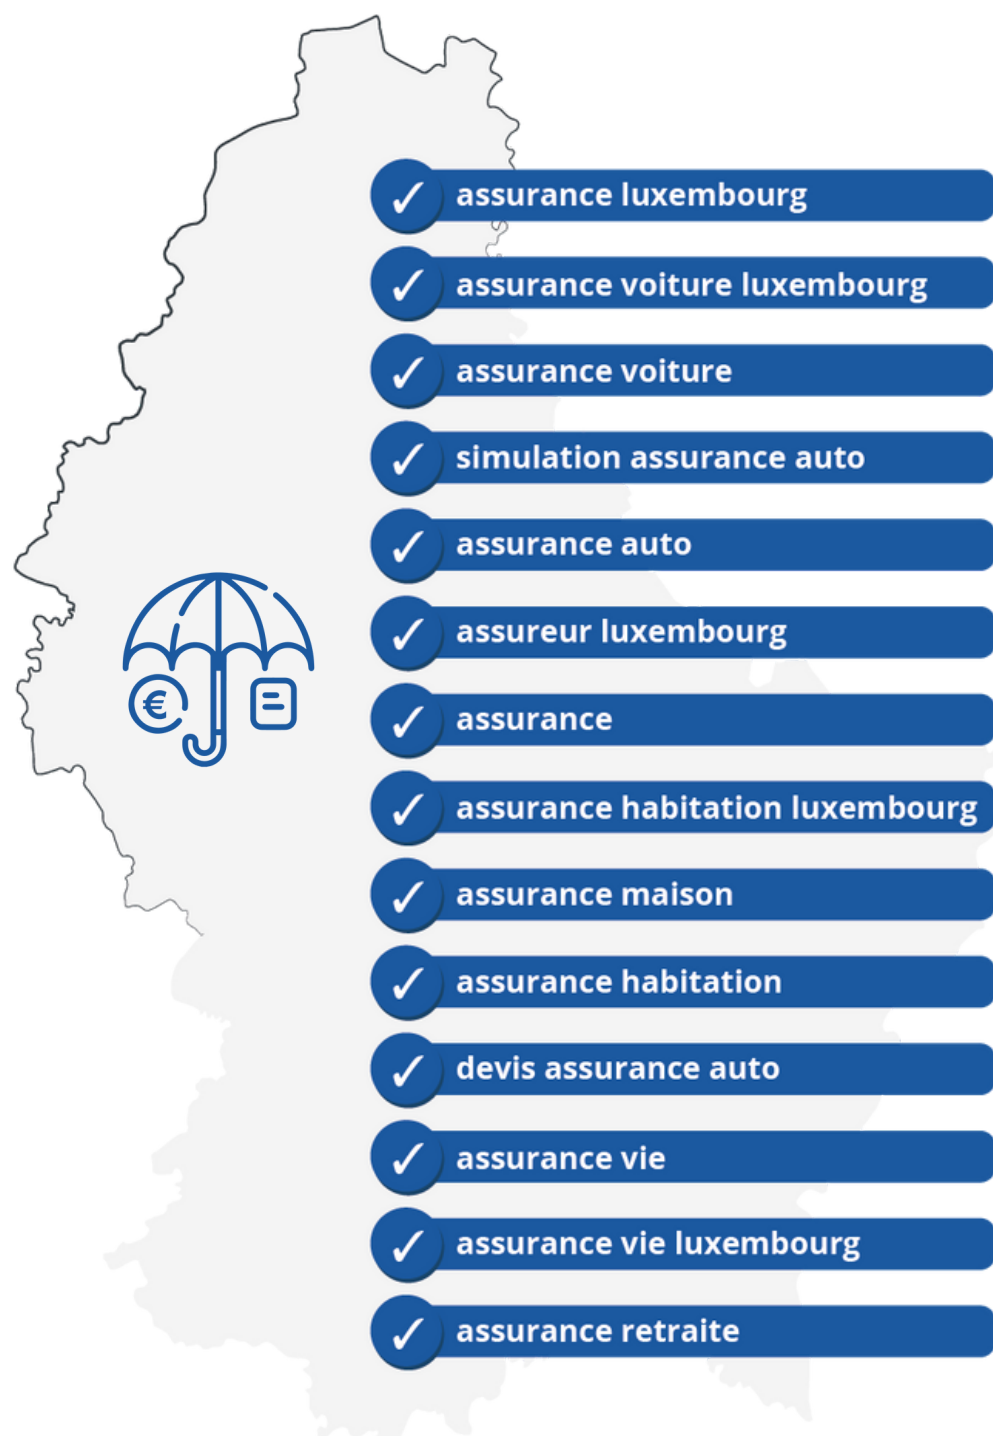 assurance luxembourg
assurance voiture luxembourg
assurance voiture
simulation assurance auto
assurance auto
assureur luxembourg
assurance
assurance habitation luxembourg
assurance maison
assurance habitation
devis assurance auto
assurance vie
assurance vie luxembourg
assurance retraite
€